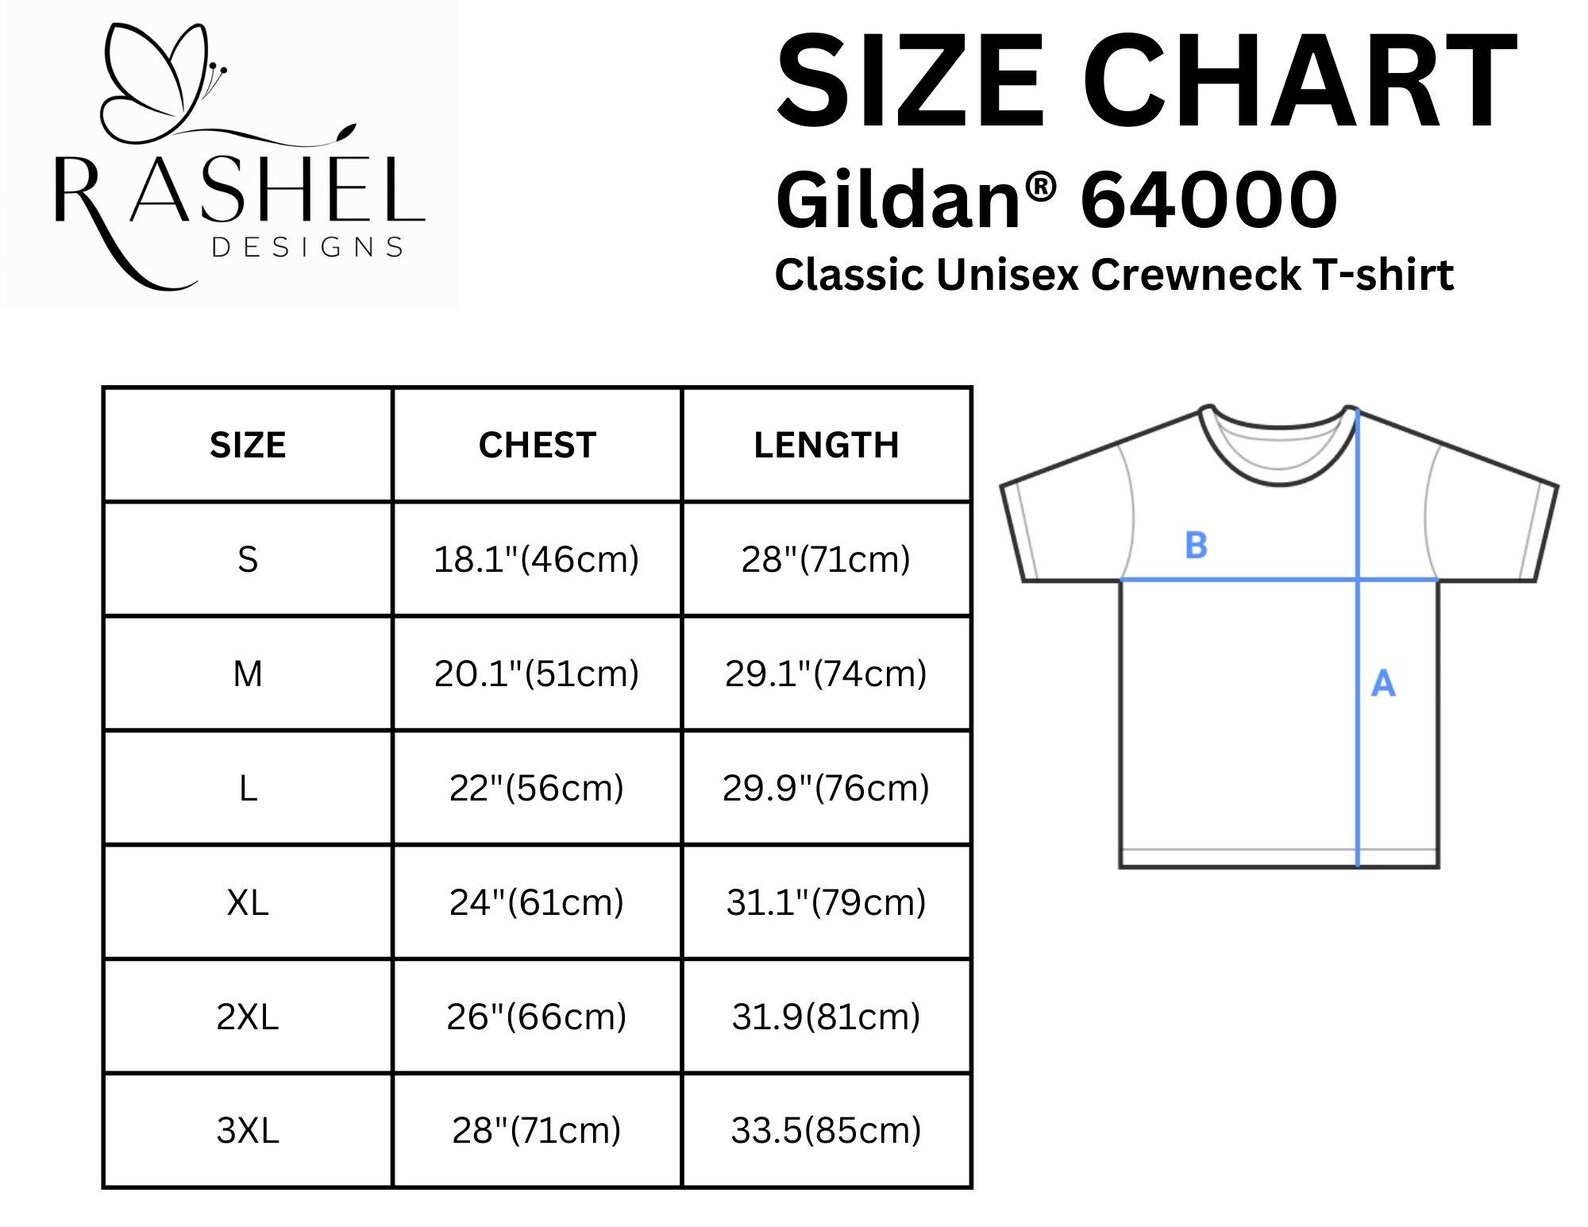 RASHEL
DESIGNS
SIZE CHART
Gildan® 64000
Classic Unisex Crewneck T-shirt
SIZE CHEST LENGTH
S 18.1"(46cm) 28"(71cm)
M 20.1"(51cm) 29.1"(74cm)
L 22"(56cm) 29.9"(76cm)
XL 24"(61cm) 31.1"(79cm)
2XL 26"(66cm) 31.9(81cm)
3XL 28"(71cm) 33.5(85cm)
B
A